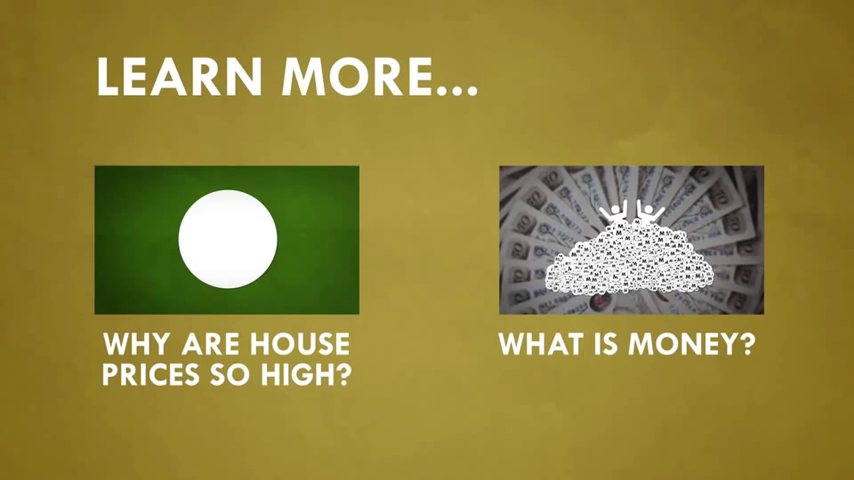 LEARN MORE...
WHY ARE HOUSE
PRICES SO HIGH?
WHAT IS MONEY?